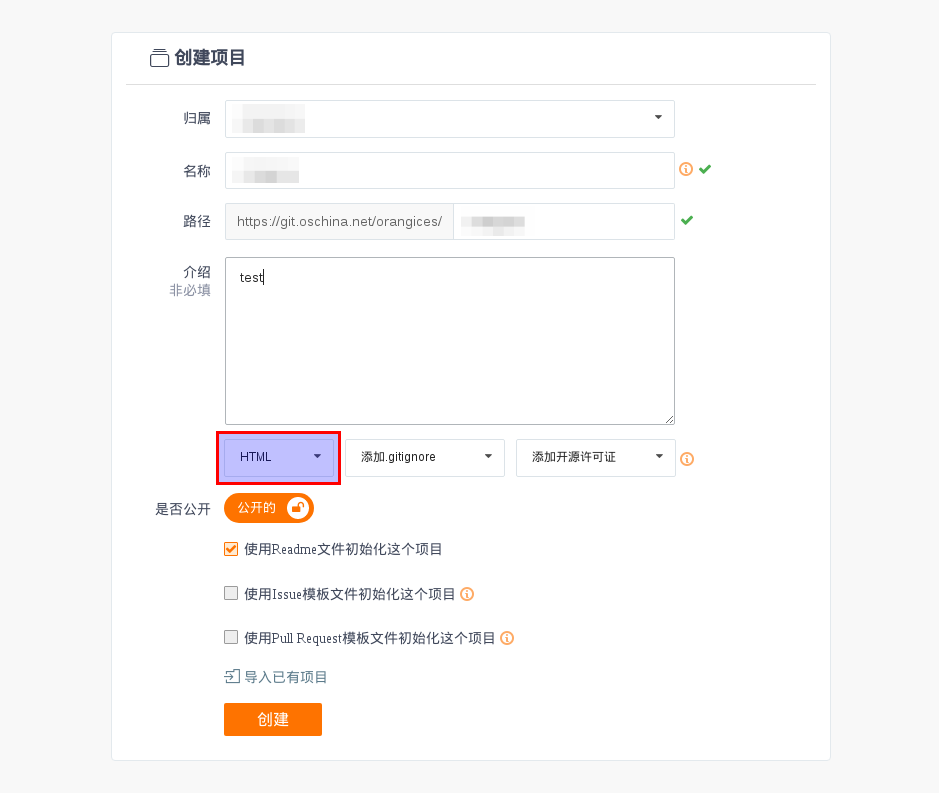 创建项目
归属
名称
路径 https://git.oschina.net/orangices/
介绍 test
非必填
HTML 添加.gitignore 添加开源许可证
是否公开 公开的
使用Readme文件初始化这个项目
使用Issue模板文件初始化这个项目
使用Pull Request模板文件初始化这个项目
导入已有项目
创建